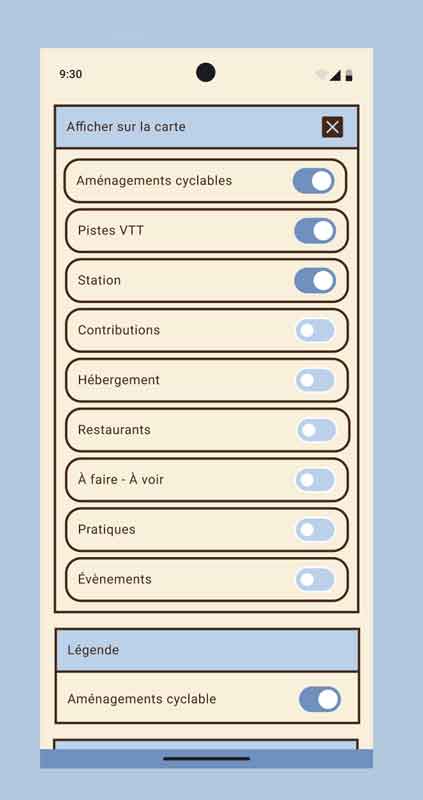 9:30
Afficher sur la carte
Aménagements cyclables
Pistes VTT
Station
Contributions
Hébergement
Restaurants
À faire - À voir
Pratiques
Évènements
Légende
Aménagements cyclable